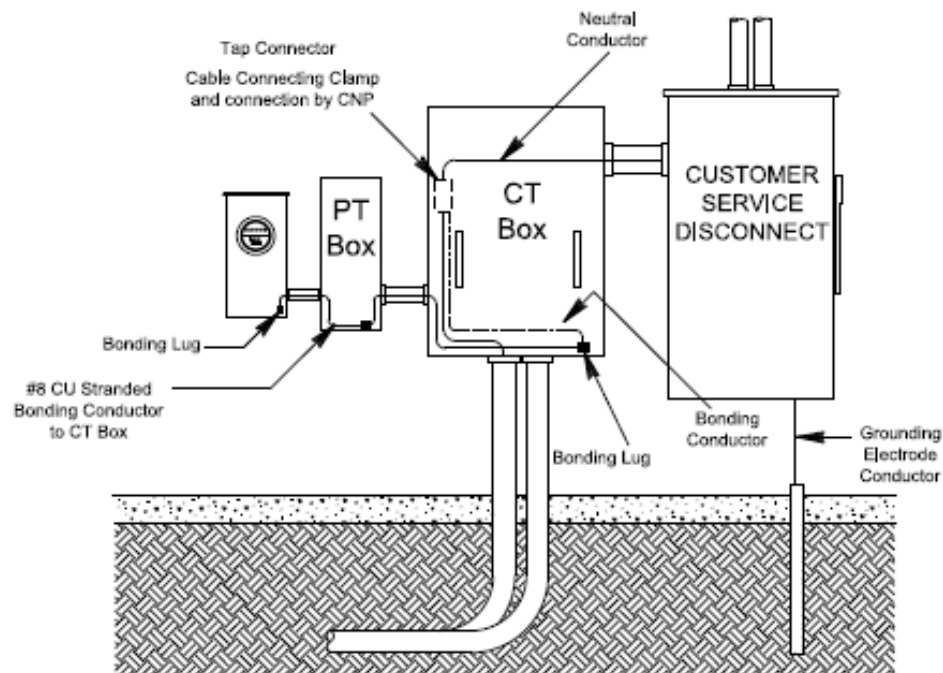 Neutral
Conductor
Tap Connector
Cable Connecting Clamp
and connection by CNP
PT
Box
CT
Box
CUSTOMER
SERVICE
DISCONNECT
Bonding Lug
#8 CU Stranded
Bonding Conductor
to CT Box
Bonding Lug
Bonding
Conductor
Grounding
Electrode
Conductor